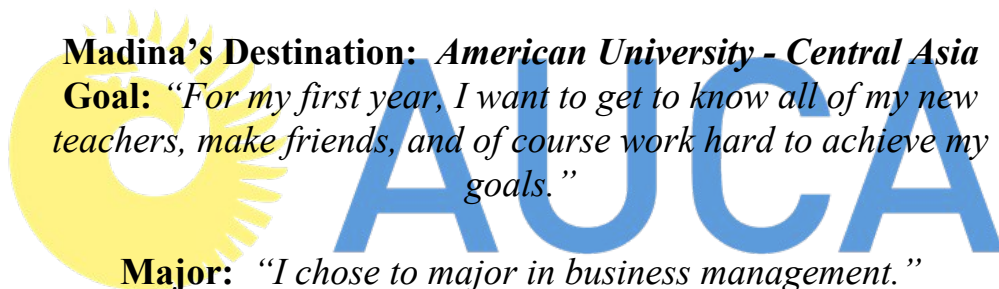 Madina’s Destination: American University - Central Asia
Goal: “For my first year, I want to get to know all of my new
teachers, make friends, and of course work hard to achieve my
goals.”
AUCA
Major: “I chose to major in business management.”